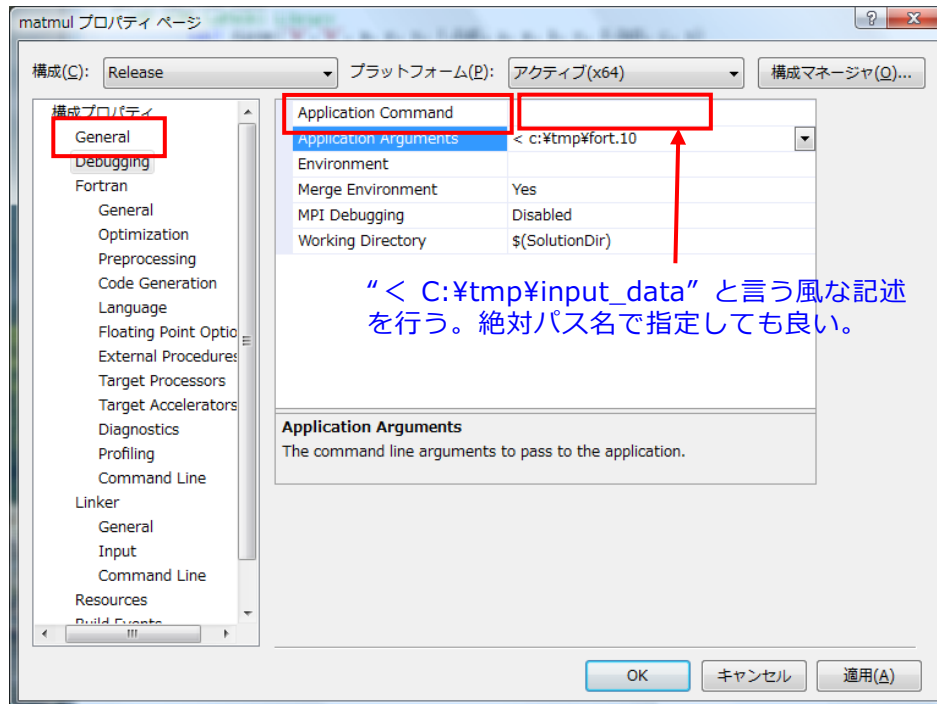 matmul プロパティ ページ
構成(C): Release プラットフォーム(P): アクティブ(x64) 構成マネージャ(O)...
構成プロパティ
General
Debugging
Fortran
General
Optimization
Preprocessing
Code Generation
Language
Floating Point Optio
External Procedures
Target Processors
Target Accelerators
Diagnostics
Profiling
Command Line
Linker
General
Input
Command Line
Resources
Build Events
Application Command
Application Arguments < c:¥tmp¥fort.10
Environment
Merge Environment Yes
MPI Debugging Disabled
Working Directory $(SolutionDir)
“< C:¥tmp¥input_data” と言う風な記述
を行う。絶対パス名で指定しても良い。
Application Arguments
The command line arguments to pass to the application.
OK キャンセル 適用(A)